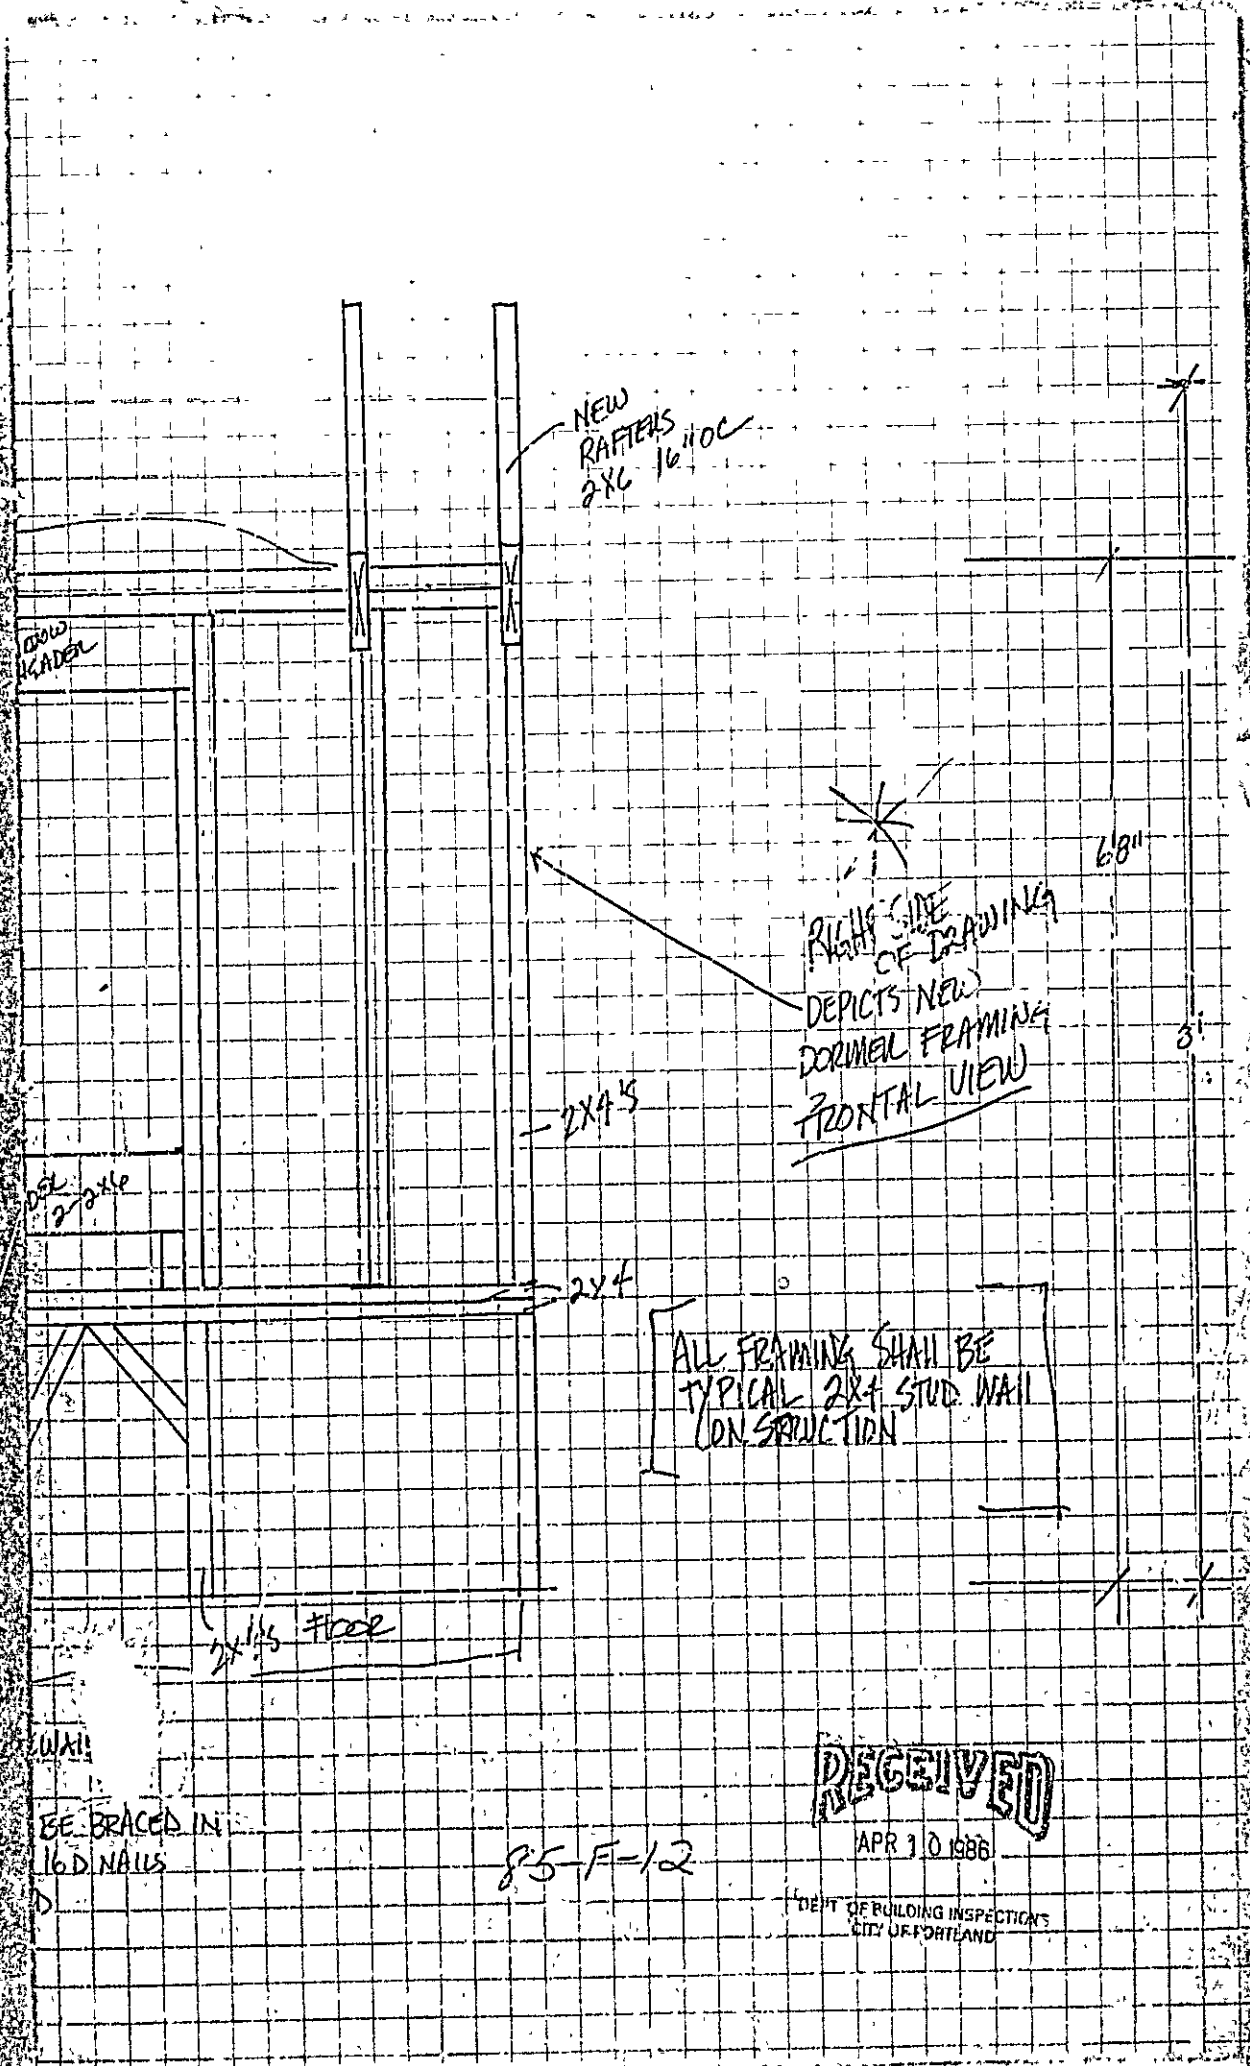 NEW
RAFTERS
2X6 16" OC
HEADER
6'8"
RIGHT SIDE
OF DRAWING
DEPICTS NEW
DORMER FRAMING
FRONTAL VIEW
2X4'S
2-2X6
2X4
ALL FRAMING SHALL BE
TYPICAL 2X4 STUD WALL
CONSTRUCTION
FLOOR
WALL
BE BRACED IN
16D NAILS
D
85-F-12
RECEIVED
APR 10 1986
DEPT OF BUILDING INSPECTIONS
CITY OF PORTLAND